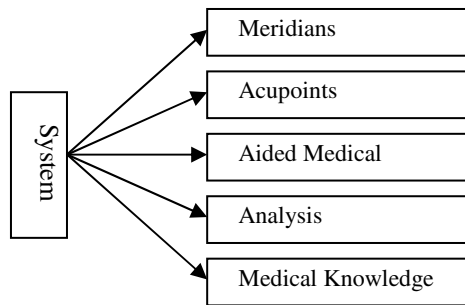 System
Meridians
Acupoints
Aided Medical
Analysis
Medical Knowledge